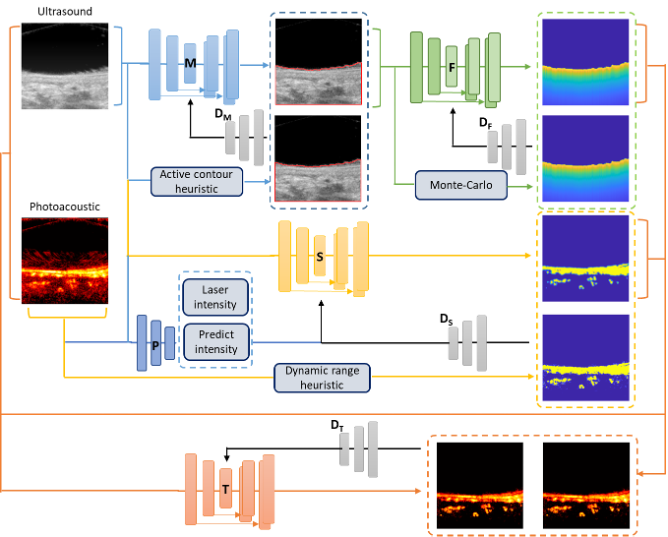 Ultrasound
M
F
D_M
D_F
Active contour
heuristic
Monte-Carlo
Photoacoustic
S
Laser
intensity
P
Predict
intensity
D_S
Dynamic range
heuristic
D_T
T